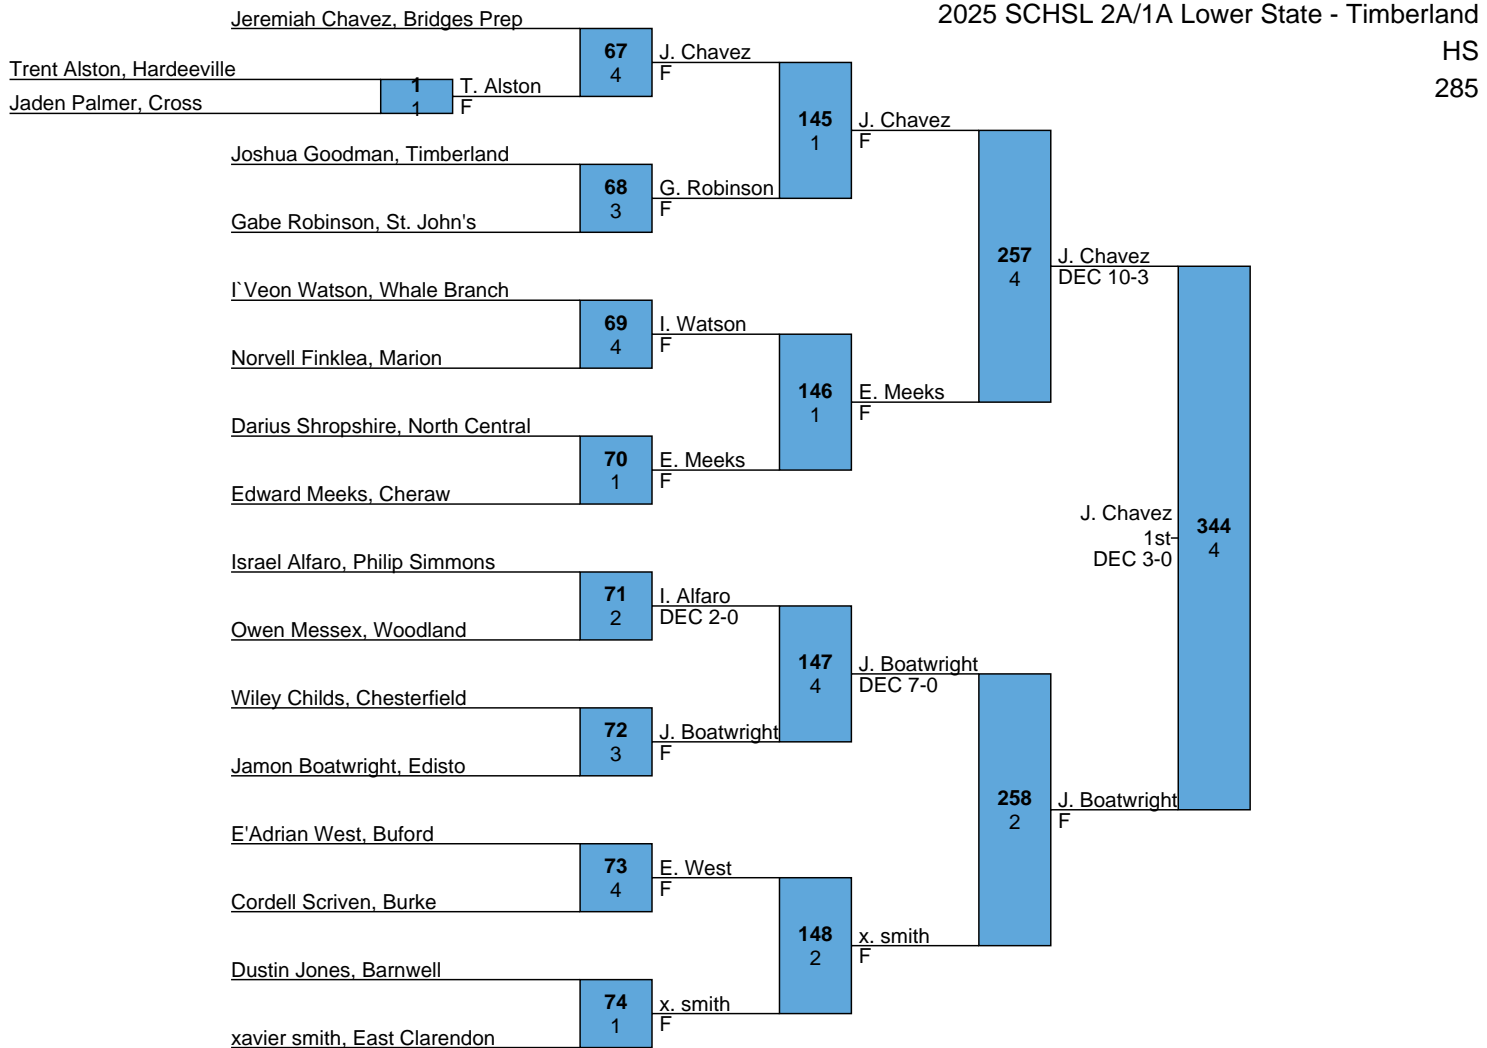 2025 SCHSL 2A/1A Lower State - Timberland
HS
285
Jeremiah Chavez, Bridges Prep
Trent Alston, Hardeeville
Jaden Palmer, Cross
1
1
T. Alston
F
67
4
J. Chavez
F
Joshua Goodman, Timberland
Gabe Robinson, St. John's
68
3
G. Robinson
F
145
1
J. Chavez
F
I`Veon Watson, Whale Branch
Norvell Finklea, Marion
69
4
I. Watson
F
Darius Shropshire, North Central
Edward Meeks, Cheraw
70
1
E. Meeks
F
146
1
E. Meeks
F
257
4
J. Chavez
DEC 10-3
Israel Alfaro, Philip Simmons
Owen Messex, Woodland
71
2
I. Alfaro
DEC 2-0
Wiley Childs, Chesterfield
Jamon Boatwright, Edisto
72
3
J. Boatwright
F
147
4
J. Boatwright
DEC 7-0
E'Adrian West, Buford
Cordell Scriven, Burke
73
4
E. West
F
Dustin Jones, Barnwell
xavier smith, East Clarendon
74
1
x. smith
F
148
2
x. smith
F
258
2
J. Boatwright
F
J. Chavez
1st
DEC 3-0
344
4